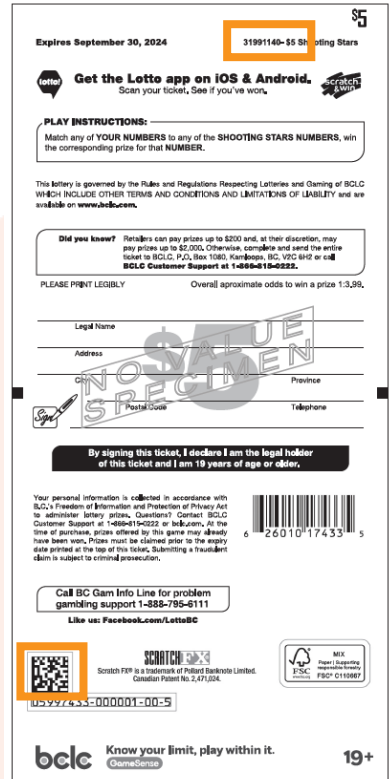 $5
Expires September 30, 2024 31991140-$5 Shooting Stars
lotto!
Get the Lotto app on iOS & Android.
Scan your ticket. See if you've won.
scratch
&win
PLAY INSTRUCTIONS:
Match any of YOUR NUMBERS to any of the SHOOTING STARS NUMBERS, win
the corresponding prize for that NUMBER.
This lottery is governed by the Rules and Regulations Respecting Lotteries and Gaming of BCLC
WHICH INCLUDE OTHER TERMS AND CONDITIONS AND LIMITATIONS OF LIABILITY and are
available on www.bclc.com.
Did you know? Retailers can pay prizes up to $200 and, at their discretion, may
pay prizes up to $2,000. Otherwise, complete and send the entire
ticket to BCLC, P.O. Box 1080, Kamloops, BC, V2C 6H2 or call
BCLC Customer Support at 1-866-815-0222.
PLEASE PRINT LEGIBLY Overall aproximate odds to win a prize 1:3.99.
$5
NO VALUE
SPECIMEN
Legal Name
Address
City Province
Sign Postal Code Telephone
By signing this ticket, I declare I am the legal holder
of this ticket and I am 19 years of age or older.
Your personal information is collected in accordance with
B.C.'s Freedom of Information and Protection of Privacy Act
to administer lottery prizes. Questions? Contact BCLC
Customer Support at 1-866-815-0222 or bclc.com. At the
time of purchase, prizes offered by this game may already
have been won. Prizes must be claimed prior to the expiry
date printed at the top of this ticket. Submitting a fraudulent
claim is subject to criminal prosecution.
6 26010 17433 5
Call BC Gam Info Line for problem
gambling support 1-888-795-6111
Like us: Facebook.com/LottoBC
SCRATCH FX
Scratch FX® is a trademark of Pollard Banknote Limited.
Canadian Patent No. 2,471,024.
FSC
MIX
Paper | Supporting
responsible forestry
FSC® C110667
05997433-000001-00-5
bclc
Know your limit, play within it.
GameSense
19+